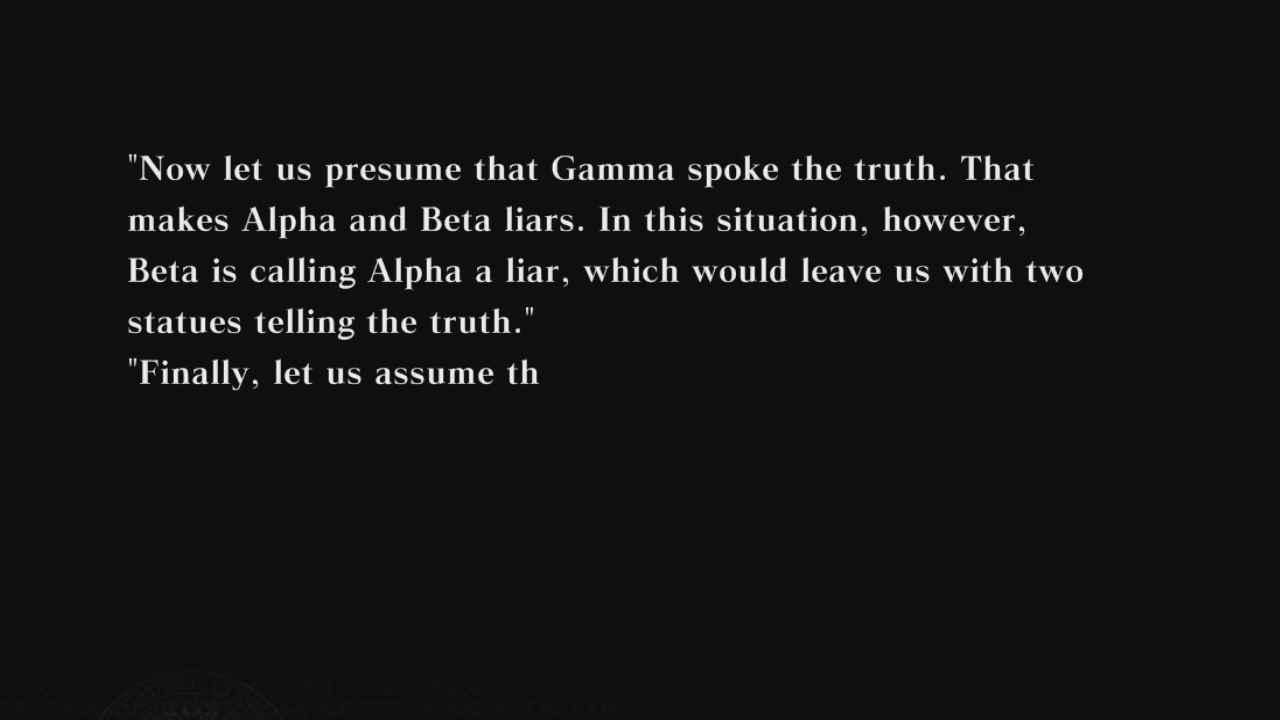 "Now let us presume that Gamma spoke the truth. That
makes Alpha and Beta liars. In this situation, however,
Beta is calling Alpha a liar, which would leave us with two
statues telling the truth."
"Finally, let us assume th